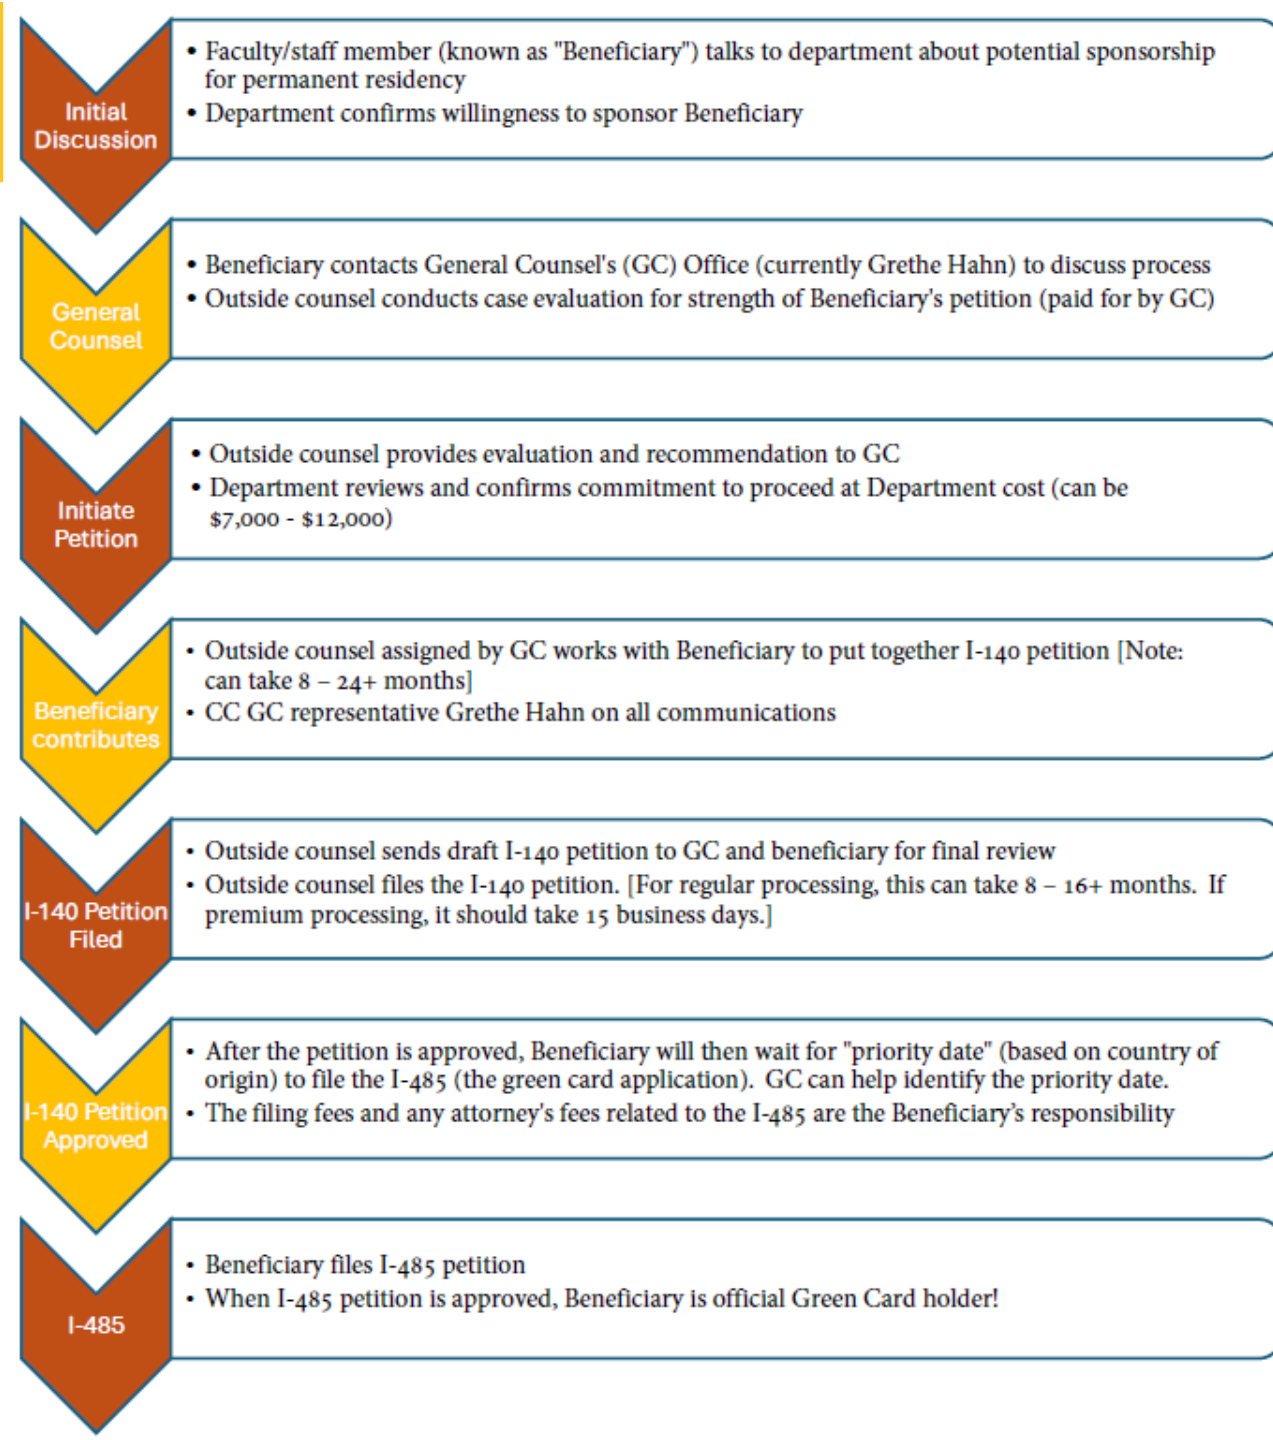 Initial
Discussion
• Faculty/staff member (known as "Beneficiary") talks to department about potential sponsorship
for permanent residency
• Department confirms willingness to sponsor Beneficiary
General
Counsel
• Beneficiary contacts General Counsel's (GC) Office (currently Grethe Hahn) to discuss process
• Outside counsel conducts case evaluation for strength of Beneficiary's petition (paid for by GC)
Initiate
Petition
• Outside counsel provides evaluation and recommendation to GC
• Department reviews and confirms commitment to proceed at Department cost (can be
$7,000 - $12,000)
Beneficiary
contributes
• Outside counsel assigned by GC works with Beneficiary to put together I-140 petition [Note:
can take 8 – 24+ months]
• CC GC representative Grethe Hahn on all communications
I-140 Petition
Filed
• Outside counsel sends draft I-140 petition to GC and beneficiary for final review
• Outside counsel files the I-140 petition. [For regular processing, this can take 8 – 16+ months. If
premium processing, it should take 15 business days.]
I-140 Petition
Approved
• After the petition is approved, Beneficiary will then wait for "priority date" (based on country of
origin) to file the I-485 (the green card application). GC can help identify the priority date.
• The filing fees and any attorney's fees related to the I-485 are the Beneficiary’s responsibility
I-485
• Beneficiary files I-485 petition
• When I-485 petition is approved, Beneficiary is official Green Card holder!